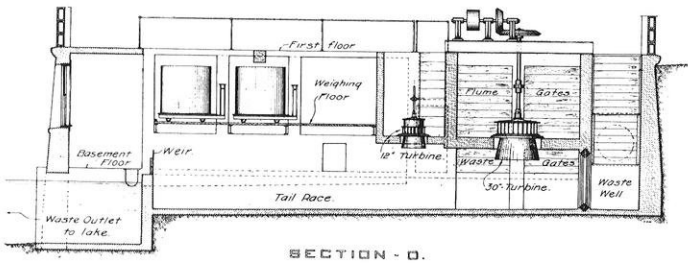 First floor
Weighing
Floor
Flume Gates
12" Turbine.
Basement
Floor
Weir.
Waste Gates
30" Turbine.
Waste
Well
Tail Race.
Waste Outlet
to lake.
SECTION - D.